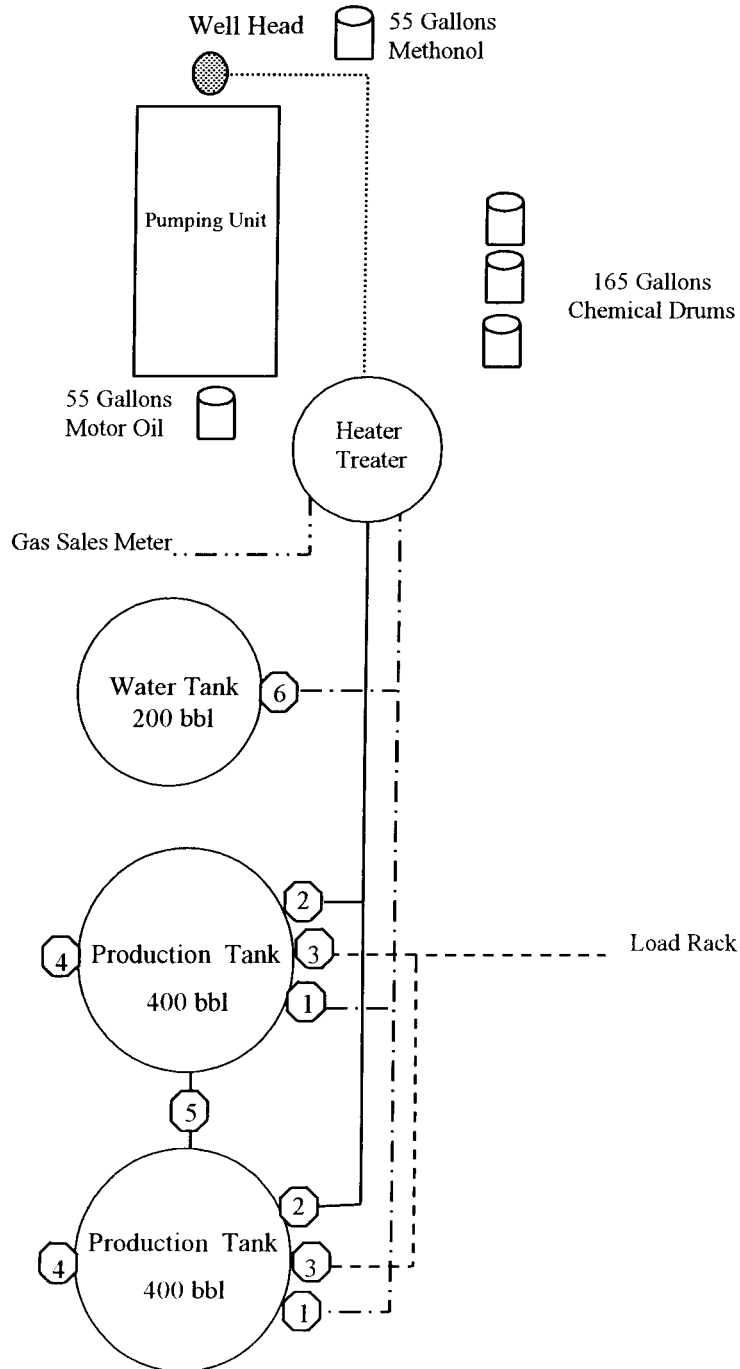 Well Head
55 Gallons
Methonol
Pumping Unit
165 Gallons
Chemical Drums
55 Gallons
Motor Oil
Heater
Treater
Gas Sales Meter
Water Tank
200 bbl
6
2
Production Tank
400 bbl
4
3
Load Rack
1
5
2
Production Tank
400 bbl
4
3
1